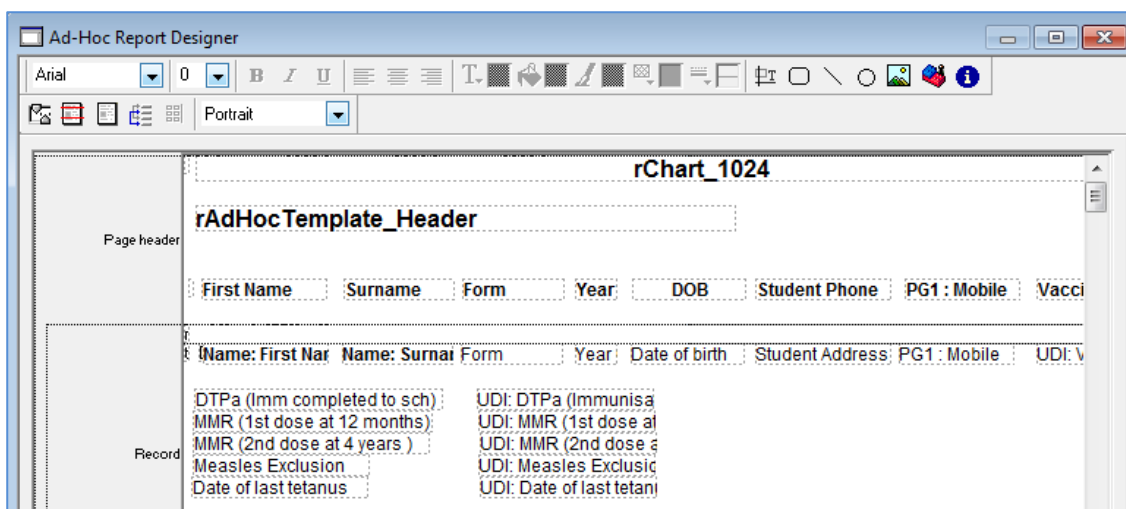 Ad-Hoc Report Designer
Arial 0 B I U T
Portrait
rChart_1024
rAdHocTemplate_Header
Page header
First Name Surname Form Year DOB Student Phone PG1 : Mobile Vacci
Name: First Nar Name: Surnai Form Year Date of birth Student Address PG1 : Mobile UDI: V
DTPa (Imm completed to sch) UDI: DTPa (Immunisa
MMR (1st dose at 12 months) UDI: MMR (1st dose at
MMR (2nd dose at 4 years ) UDI: MMR (2nd dose a
Record
Measles Exclusion UDI: Measles Exclusic
Date of last tetanus UDI: Date of last tetan